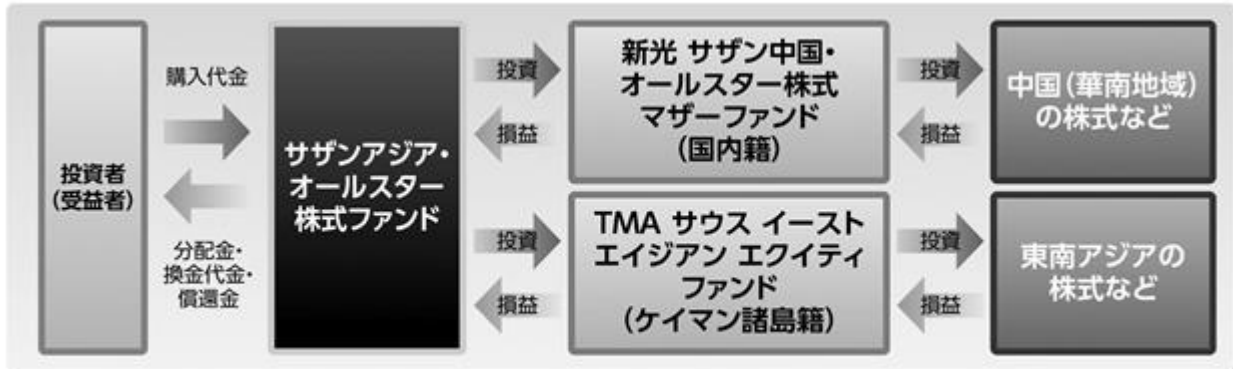 投資者
(受益者)
購入代金
分配金・
換金代金・
償還金
サザンアジア・
オールスター
株式ファンド
投資
損益
新光 サザン中国・
オールスター株式
マザーファンド
(国内籍)
投資
損益
中国(華南地域)
の株式など
投資
損益
TMA サウス イースト
エイジアン エクイティ
ファンド
(ケイマン諸島籍)
投資
損益
東南アジアの
株式など